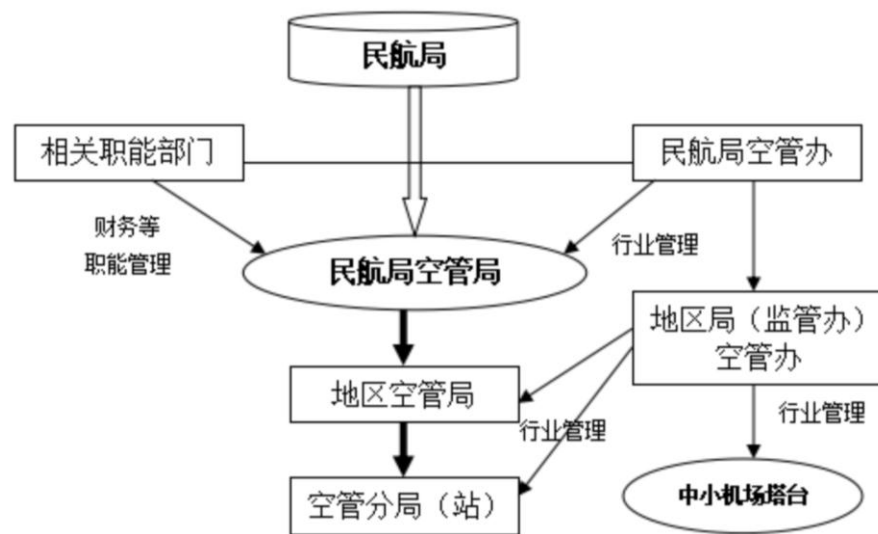 民航局
相关职能部门
民航局空管办
财务等
职能管理
行业管理
民航局空管局
地区局（监管办）
空管办
地区空管局
行业管理
行业管理
空管分局（站）
中小机场塔台